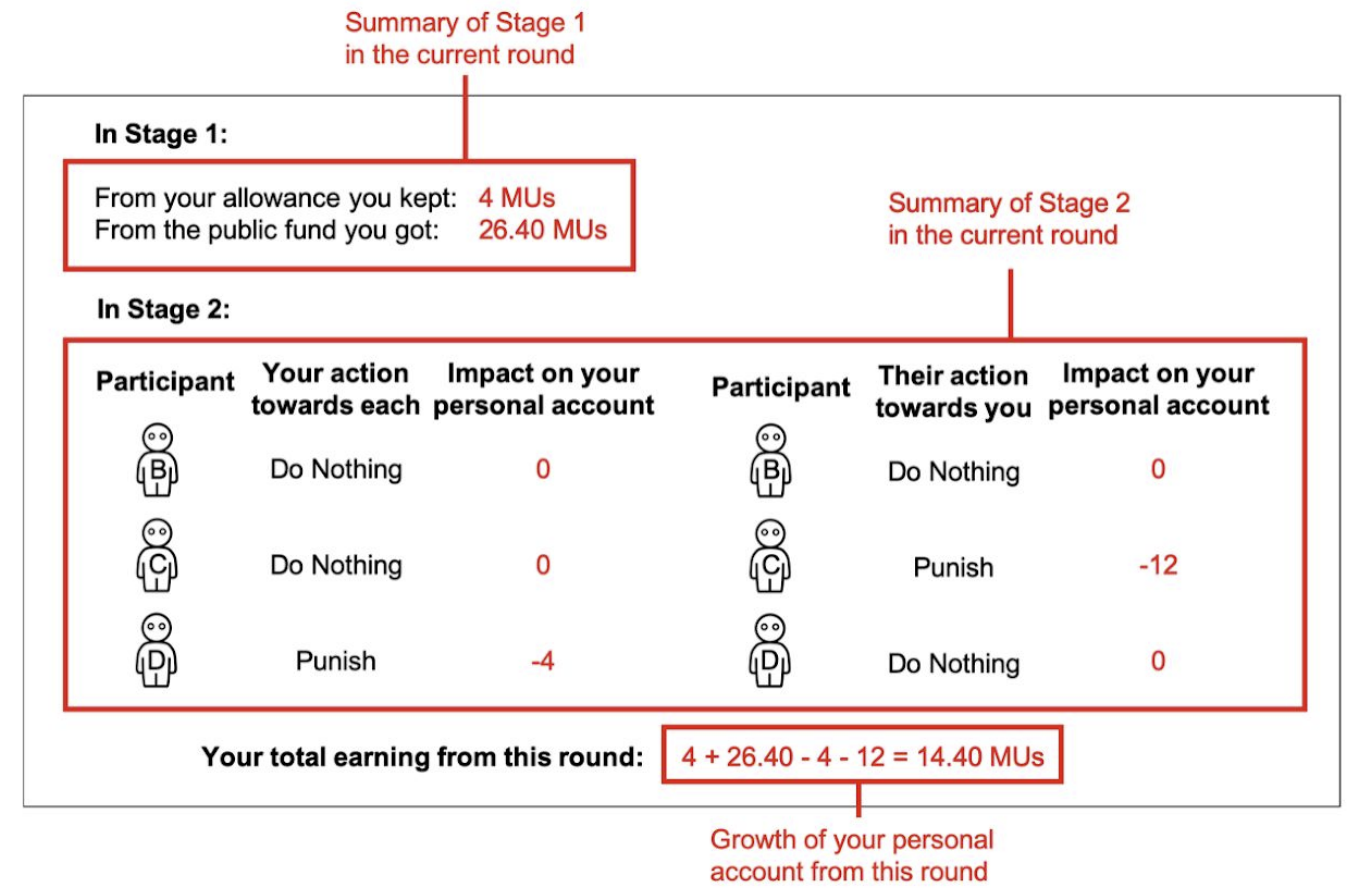 Summary of Stage 1
in the current round
In Stage 1:
From your allowance you kept: 4 MUs
From the public fund you got: 26.40 MUs
Summary of Stage 2
in the current round
In Stage 2:
Participant Your action towards each Impact on your personal account Participant Their action towards you Impact on your personal account
B Do Nothing 0 B Do Nothing 0
C Do Nothing 0 C Punish -12
D Punish -4 D Do Nothing 0
Your total earning from this round: 4 + 26.40 - 4 - 12 = 14.40 MUs
Growth of your personal
account from this round